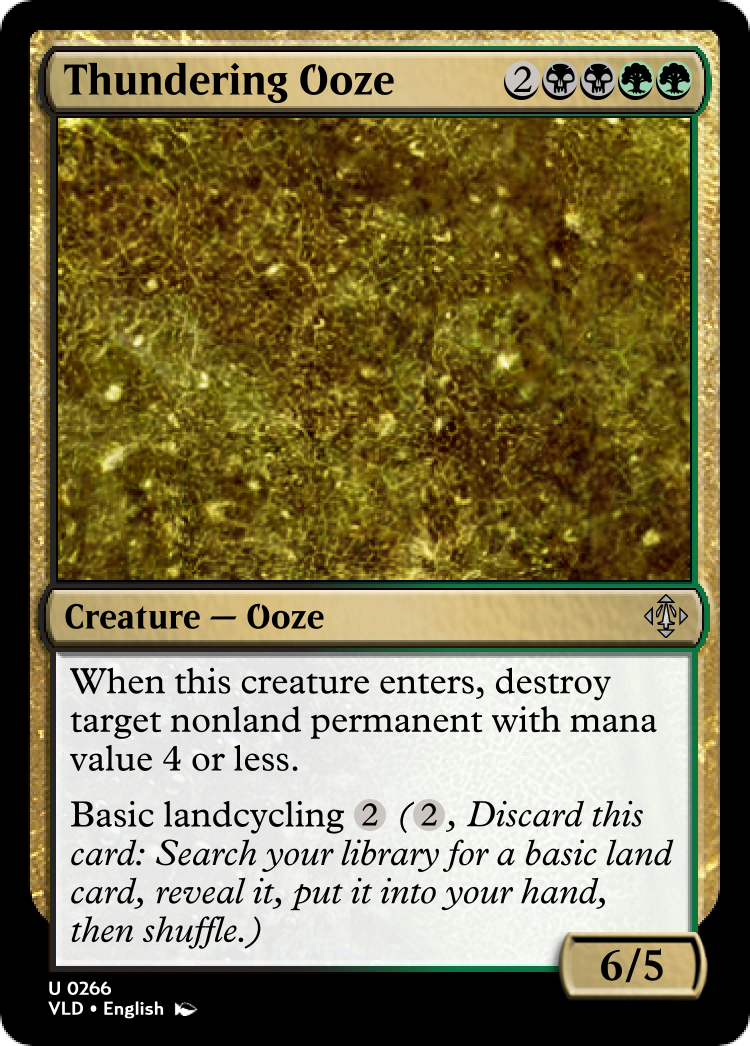 Thundering Ooze 2
Creature — Ooze
When this creature enters, destroy
target nonland permanent with mana
value 4 or less.
Basic landcycling 2 (2, Discard this
card: Search your library for a basic land
card, reveal it, put it into your hand,
then shuffle.)
6/5
U 0266
VLD • English